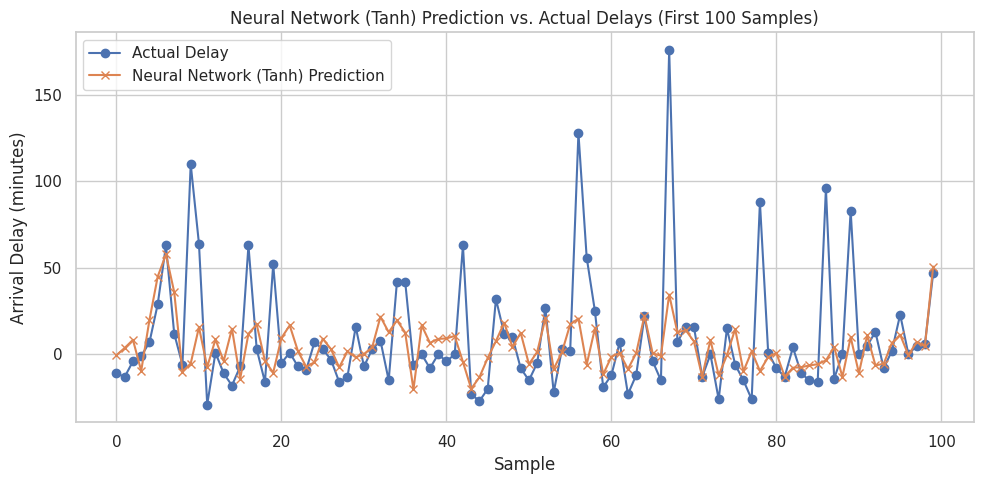 Neural Network (Tanh) Prediction vs. Actual Delays (First 100 Samples)
Actual Delay
Neural Network (Tanh) Prediction
Arrival Delay (minutes)
150
100
50
0
0 20 40 60 80 100
Sample